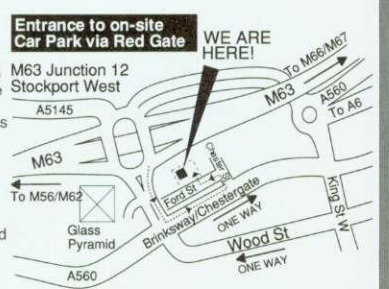 Entrance to on-site
Car Park via Red Gate
WE ARE
HERE!
M63 Junction 12
Stockport West
To M66/M67
A5145
M63
A560
To A6
M63
To M56/M62
Chester St
Ford St
Glass
Pyramid
Brinksway/Chestergate
ONE WAY
King St W
Wood St
ONE WAY
A560